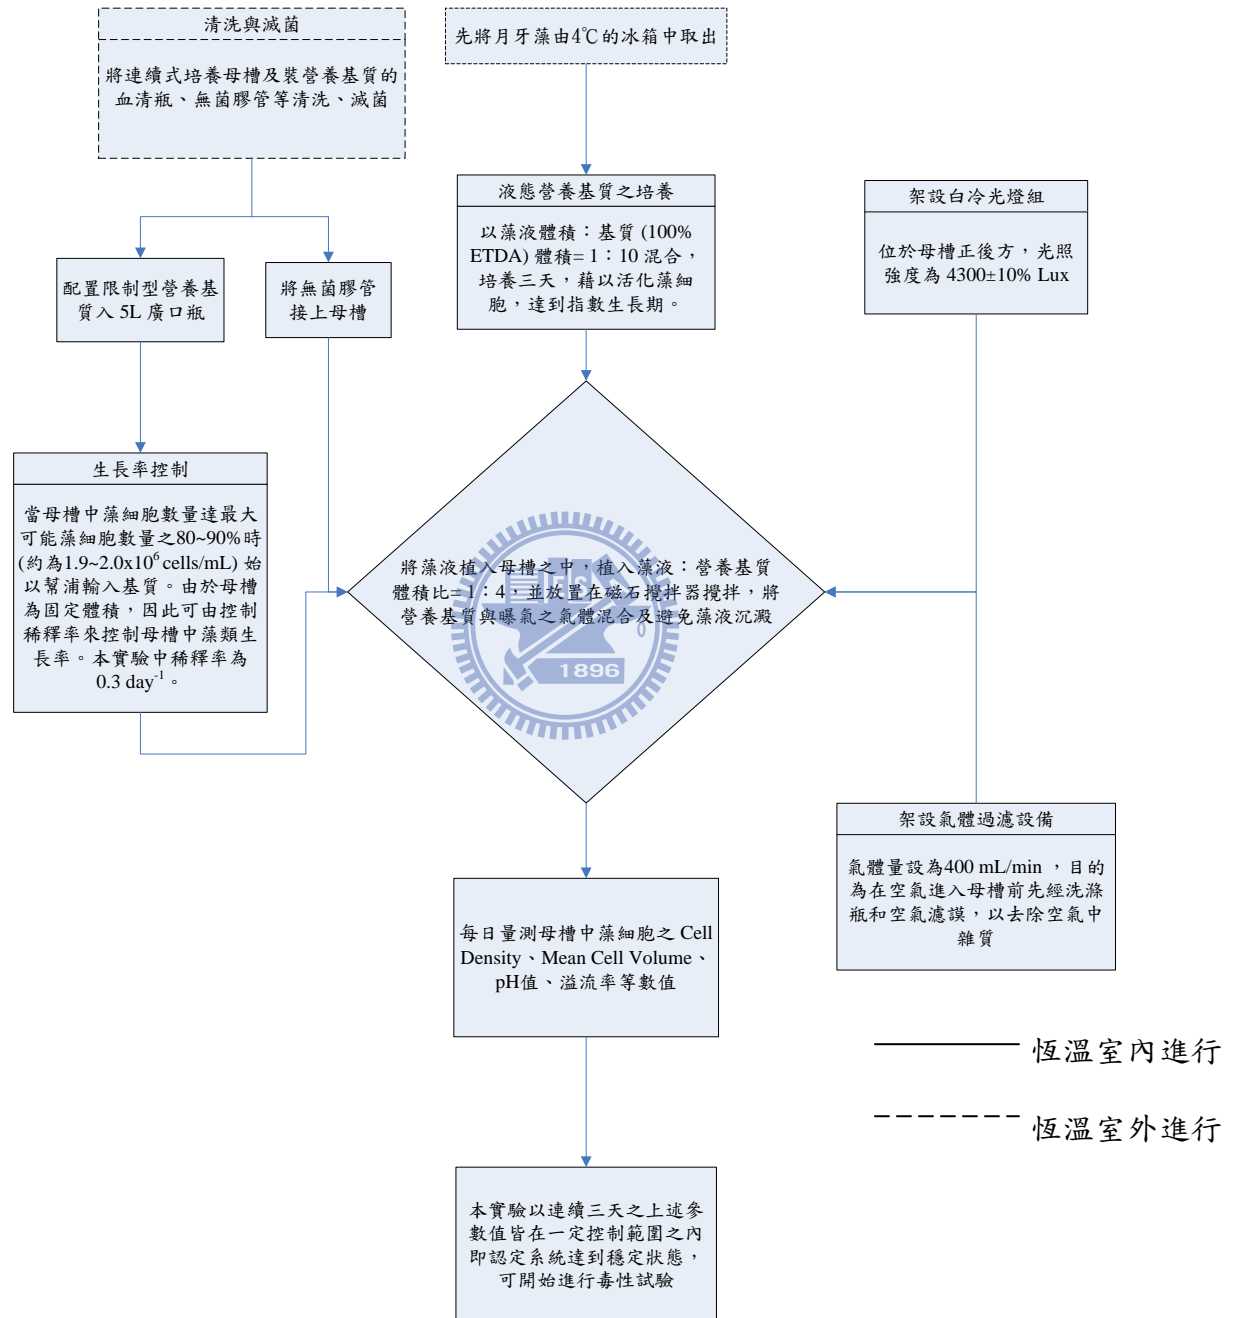 清洗與滅菌
將連續式培養母槽及裝營養基質的
血清瓶、無菌膠管等清洗、滅菌
先將月牙藻由4℃的冰箱中取出
液態營養基質之培養
以藻液體積：基質 (100%
ETDA) 體積= 1：10 混合，
培養三天，藉以活化藻細
胞，達到指數生長期。
架設白冷光燈組
位於母槽正後方，光照
強度為 4300±10% Lux
配置限制型營養基
質入 5L 廣口瓶
將無菌膠管
接上母槽
生長率控制
當母槽中藻細胞數量達最大
可能藻細胞數量之80~90%時
(約為1.9~2.0x10⁶ cells/mL) 始
以幫浦輸入基質。由於母槽
為固定體積，因此可由控制
稀釋率來控制母槽中藻類生
長率。本實驗中稀釋率為
0.3 day⁻¹。
將藻液植入母槽之中，植入藻液：營養基質
體積比= 1：4，並放置在磁石攪拌器攪拌，將
營養基質與曝氣之氣體混合及避免藻液沉澱
1896
架設氣體過濾設備
氣體量設為400 mL/min ，目的
為在空氣進入母槽前先經洗滌
瓶和空氣濾謨，以去除空氣中
雜質
每日量測母槽中藻細胞之 Cell
Density、Mean Cell Volume、
pH值、溢流率等數值
恆溫室內進行
恆溫室外進行
本實驗以連續三天之上述參
數值皆在一定控制範圍之內
即認定系統達到穩定狀態，
可開始進行毒性試驗